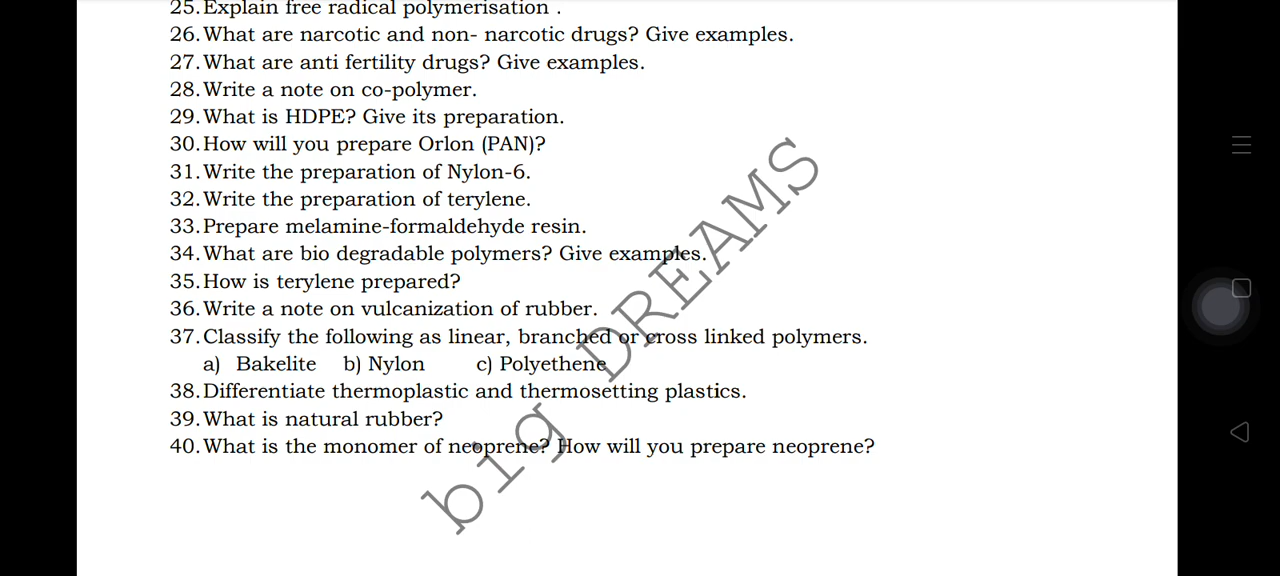 25. Explain free radical polymerisation .
26. What are narcotic and non- narcotic drugs? Give examples.
27. What are anti fertility drugs? Give examples.
28. Write a note on co-polymer.
29. What is HDPE? Give its preparation.
30. How will you prepare Orlon (PAN)?
31. Write the preparation of Nylon-6.
32. Write the preparation of terylene.
33. Prepare melamine-formaldehyde resin.
34. What are bio degradable polymers? Give examples.
35. How is terylene prepared?
36. Write a note on vulcanization of rubber.
37. Classify the following as linear, branched or cross linked polymers.
a) Bakelite b) Nylon c) Polyethene
38. Differentiate thermoplastic and thermosetting plastics.
39. What is natural rubber?
40. What is the monomer of neoprene? How will you prepare neoprene?
big DREAMS